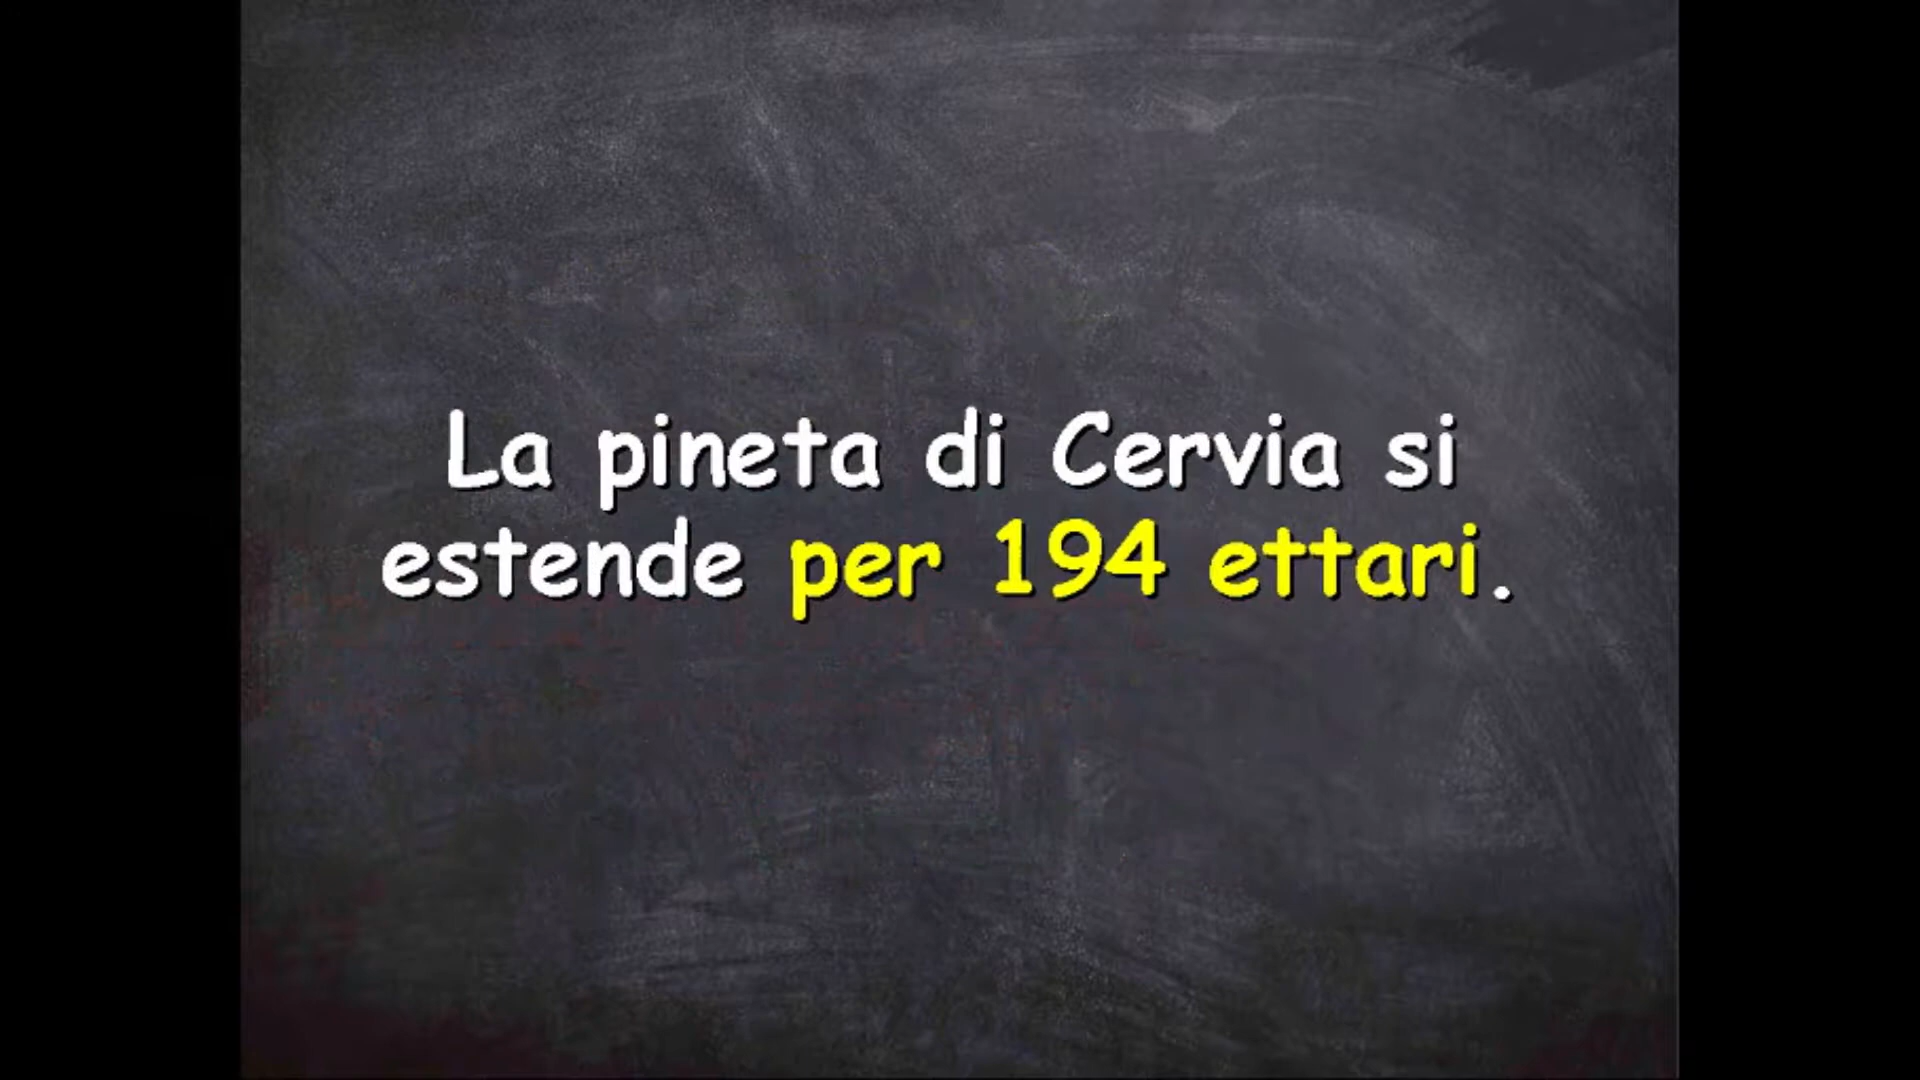 La pineta di Cervia si
estende per 194 ettari.